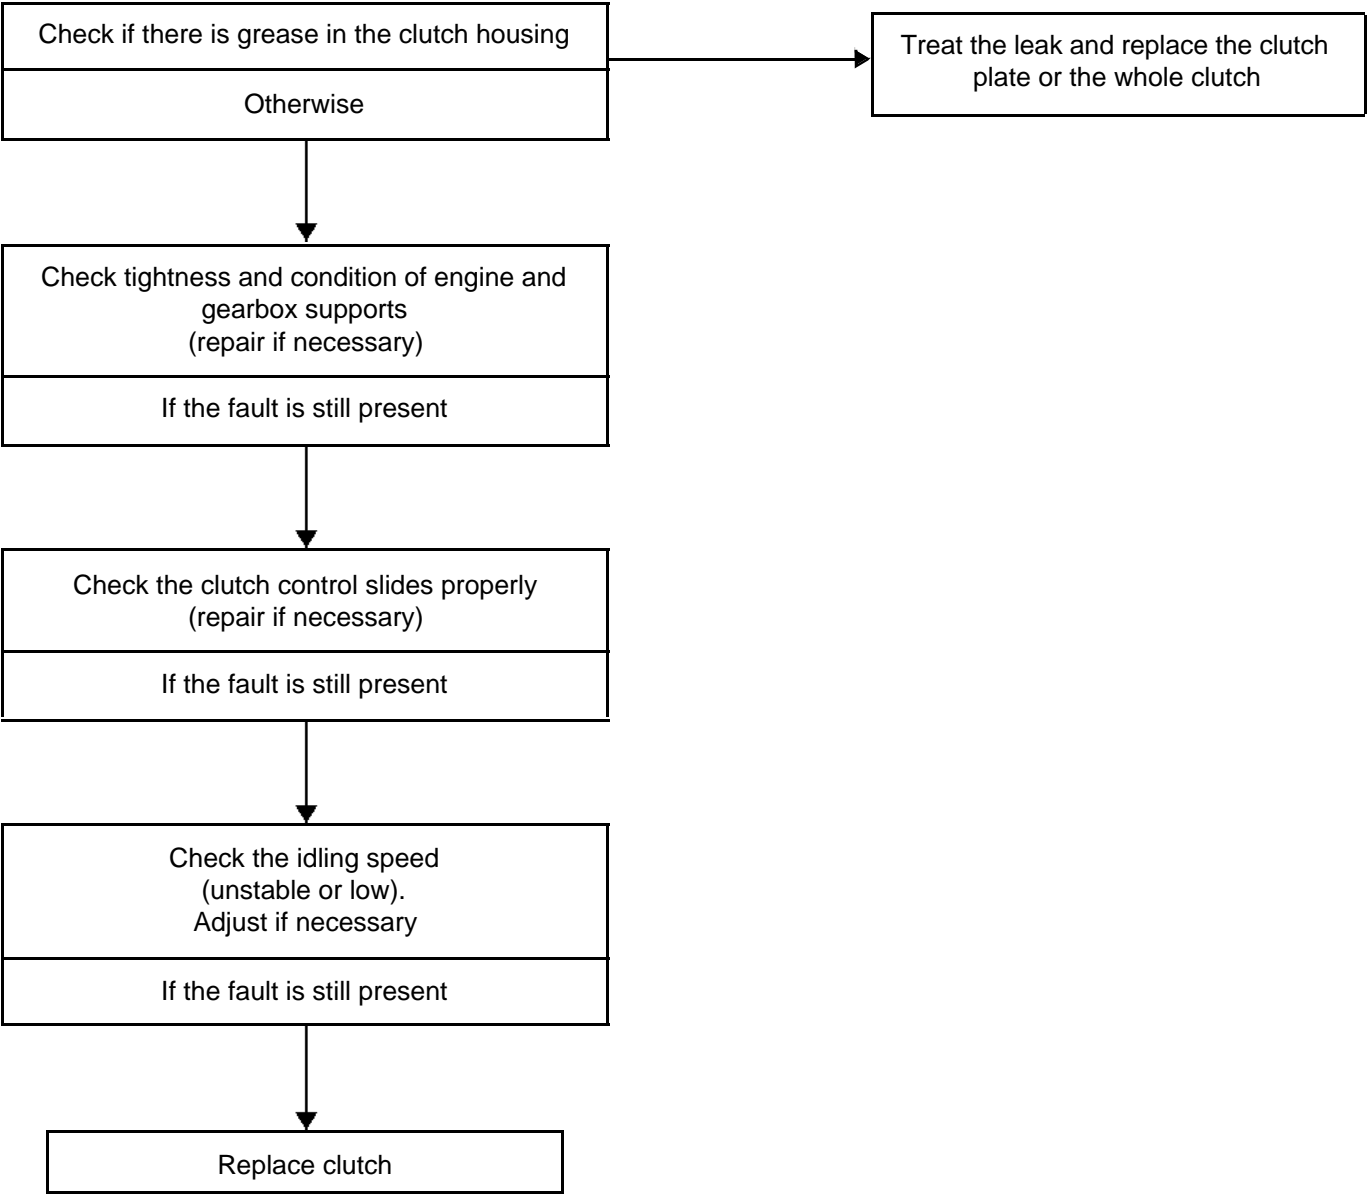 Check if there is grease in the clutch housing
Otherwise
Treat the leak and replace the clutch
plate or the whole clutch
Check tightness and condition of engine and
gearbox supports
(repair if necessary)
If the fault is still present
Check the clutch control slides properly
(repair if necessary)
If the fault is still present
Check the idling speed
(unstable or low).
Adjust if necessary
If the fault is still present
Replace clutch